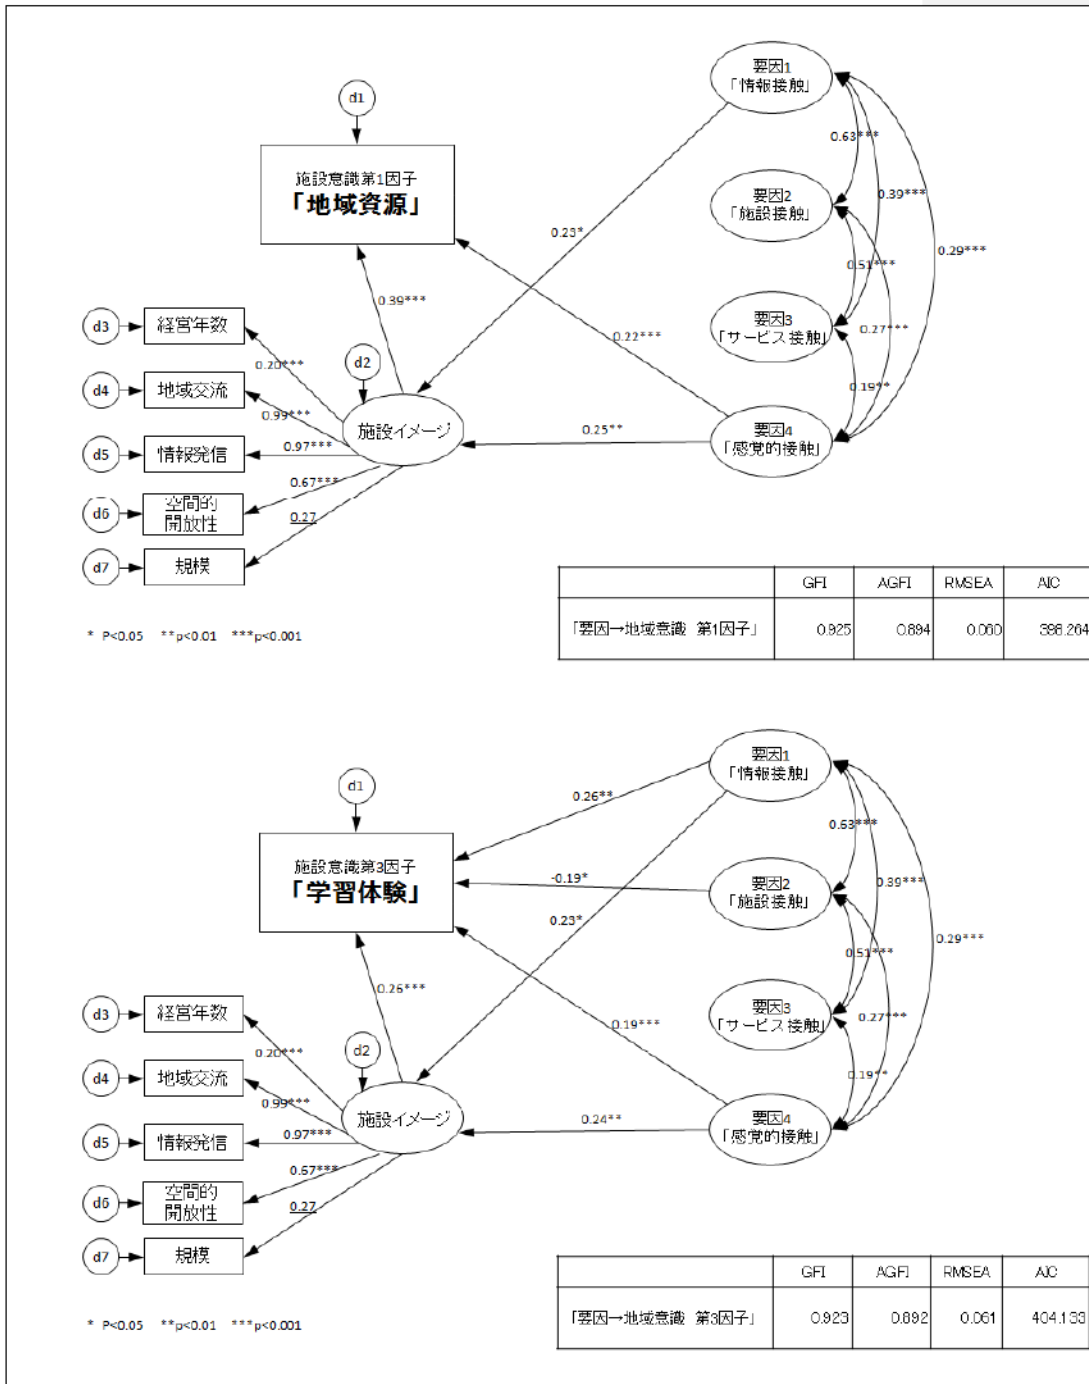 d1
施設意識第1因子
「地域資源」
要因1
「情報接触」
0.63***
要因2
「施設接触」
0.39***
0.23*
0.29***
0.51***
0.39***
d3
経営年数
要因3
「サービス接触」
0.22***
0.27***
d2
0.20***
d4
地域交流
0.19**
0.99***
施設イメージ
0.25**
要因4
「感覚的接触」
d5
情報発信
0.97***
0.67***
d6
空間的
開放性
0.27
d7
規模
GFI AGFI RMSEA AIC
「要因→地域意識 第1因子」 0.925 0.894 0.060 398.264
* P<0.05 **p<0.01 ***p<0.001
d1
施設意識第3因子
「学習体験」
要因1
「情報接触」
0.26**
0.63***
-0.19*
要因2
「施設接触」
0.39***
0.23*
0.29***
0.51***
0.26***
d3
経営年数
要因3
「サービス接触」
0.19***
0.27***
d2
0.20***
d4
地域交流
0.19**
0.99***
施設イメージ
0.24**
要因4
「感覚的接触」
d5
情報発信
0.97***
0.67***
d6
空間的
開放性
0.27
d7
規模
GFI AGFI RMSEA AIC
「要因→地域意識 第3因子」 0.923 0.892 0.061 404.133
* P<0.05 **p<0.01 ***p<0.001